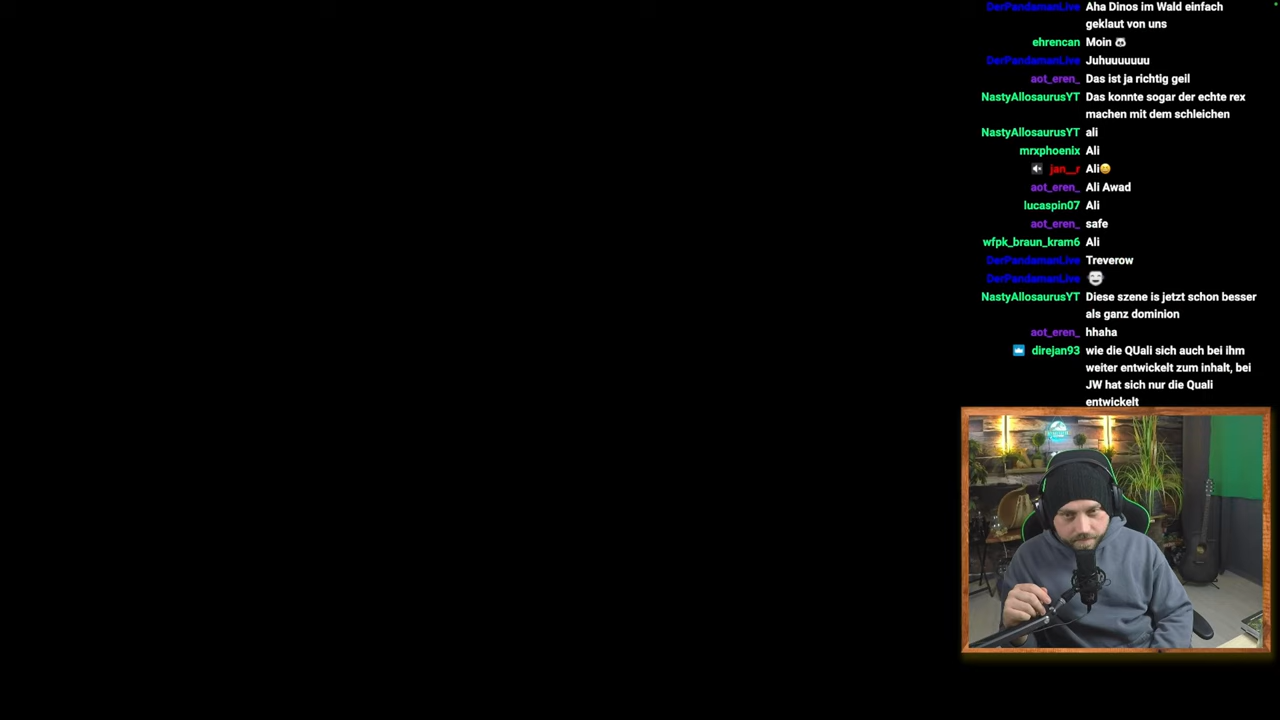 DerPandamanLive Aha Dinos im Wald einfach
geklaut von uns
ehrencan Moin
DerPandamanLive Juhuuuuuuu
aot_eren_ Das ist ja richtig geil
NastyAllosaurusYT Das konnte sogar der echte rex
machen mit dem schleichen
NastyAllosaurusYT ali
mrxphoenix Ali
jan__r Ali😊
aot_eren_ Ali Awad
lucaspin07 Ali
aot_eren_ safe
wfpk_braun_kram6 Ali
DerPandamanLive Treverow
DerPandamanLive
NastyAllosaurusYT Diese szene is jetzt schon besser
als ganz dominion
aot_eren_ hhaha
direjan93 wie die QUali sich auch bei ihm
weiter entwickelt zum inhalt, bei
JW hat sich nur die Quali
entwickelt